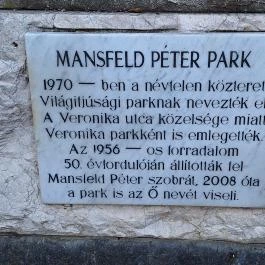 MANSFELD PÉTER PARK
1970 — ben a névtelen közteret
Világifjúsági parknak nevezték el
A Veronika utca közelsége miatt
Veronika parkként is emlegették.
Az 1956 — os forradalom
50. évfordulóján állították fel
Mansfeld Péter szobrát, 2008 óta
a park is az Ő nevét viseli.